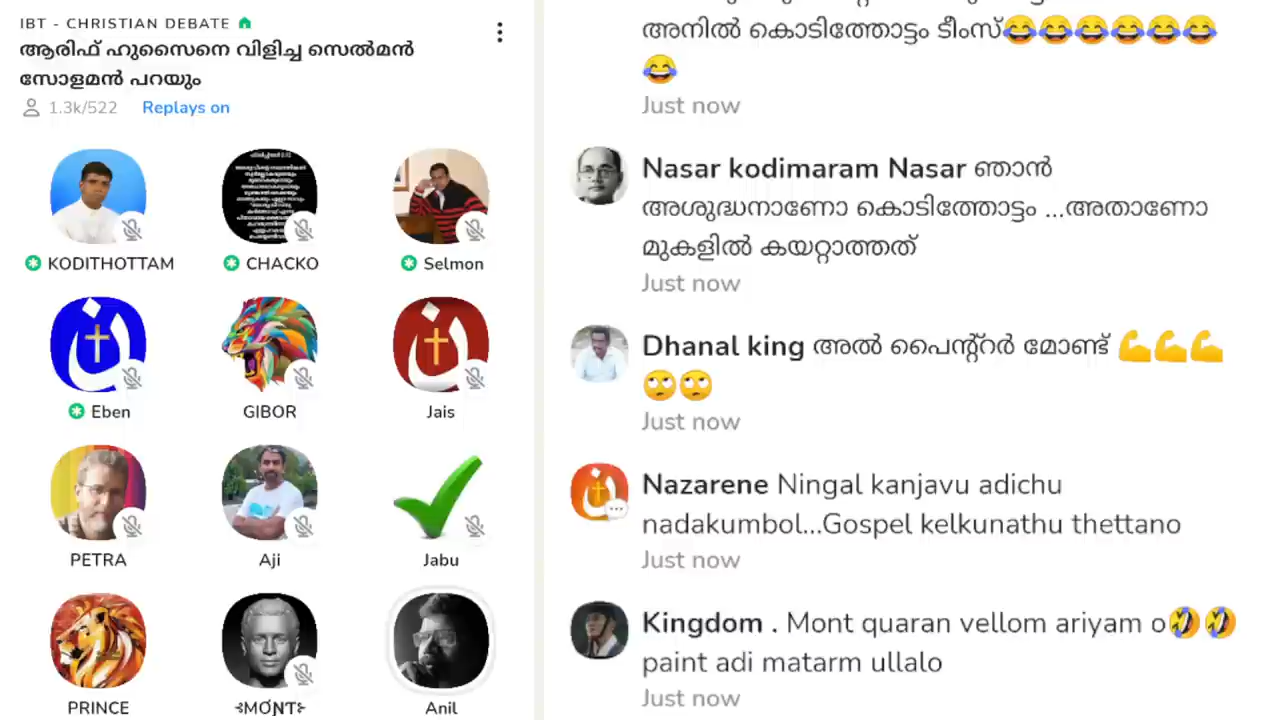 IBT - CHRISTIAN DEBATE
ആരിഫ് ഹുസൈനെ വിളിച്ച സെൽമൻ
സോളമൻ പറയും
1.3k/522 Replays on
KODITHOTTAM CHACKO Selmon
Eben GIBOR Jais
PETRA Aji Jabu
PRINCE ⊰MO՜NT⊱ Anil
അനിൽ കൊടിത്തോട്ടം ടീംസ്😂😂😂😂😂😂
😂
Just now
Nasar kodimaram Nasar ഞാൻ
അശുദ്ധനാണോ കൊടിത്തോട്ടം ...അതാണോ
മുകളിൽ കയറ്റാത്തത്
Just now
Dhanal king അൽ പൈൻ്റ്റർ മോണ്ട് 💪💪💪
🙄🙄
Just now
Nazarene Ningal kanjavu adichu
nadakumbol...Gospel kelkunathu thettano
Just now
Kingdom . Mont quaran vellom ariyam o🤣🤣
paint adi matarm ullalo
Just now